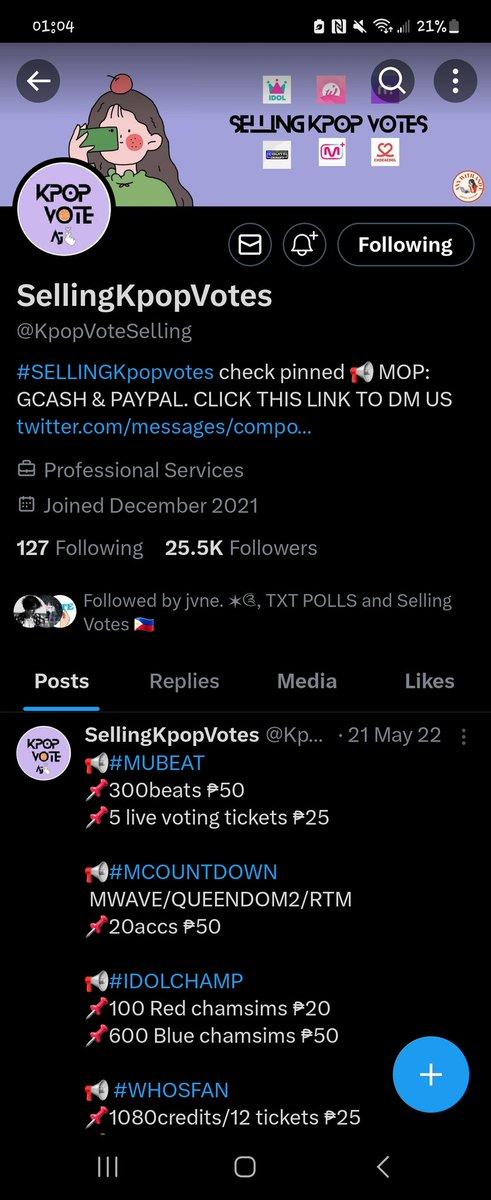 01:04
21%
IDOL
SELLING KPOP VOTES
M+
KPOP
VOTE
Following
SellingKpopVotes
@KpopVoteSelling
#SELLINGKpopvotes check pinned 📢 MOP:
GCASH & PAYPAL. CLICK THIS LINK TO DM US
twitter.com/messages/compo...
Professional Services
Joined December 2021
127 Following 25.5K Followers
Followed by jvne. ✶ TXT POLLS and Selling
Votes 🇵🇭
Posts Replies Media Likes
KPOP
VOTE
SellingKpopVotes @Kp... · 21 May 22
📢#MUBEAT
📌300beats ₱50
📌5 live voting tickets ₱25
📢#MCOUNTDOWN
MWAVE/QUEENDOM2/RTM
📌20accs ₱50
📢#IDOLCHAMP
📌100 Red chamsims ₱20
📌600 Blue chamsims ₱50
📢 #WHOSFAN
📌1080credits/12 tickets ₱25